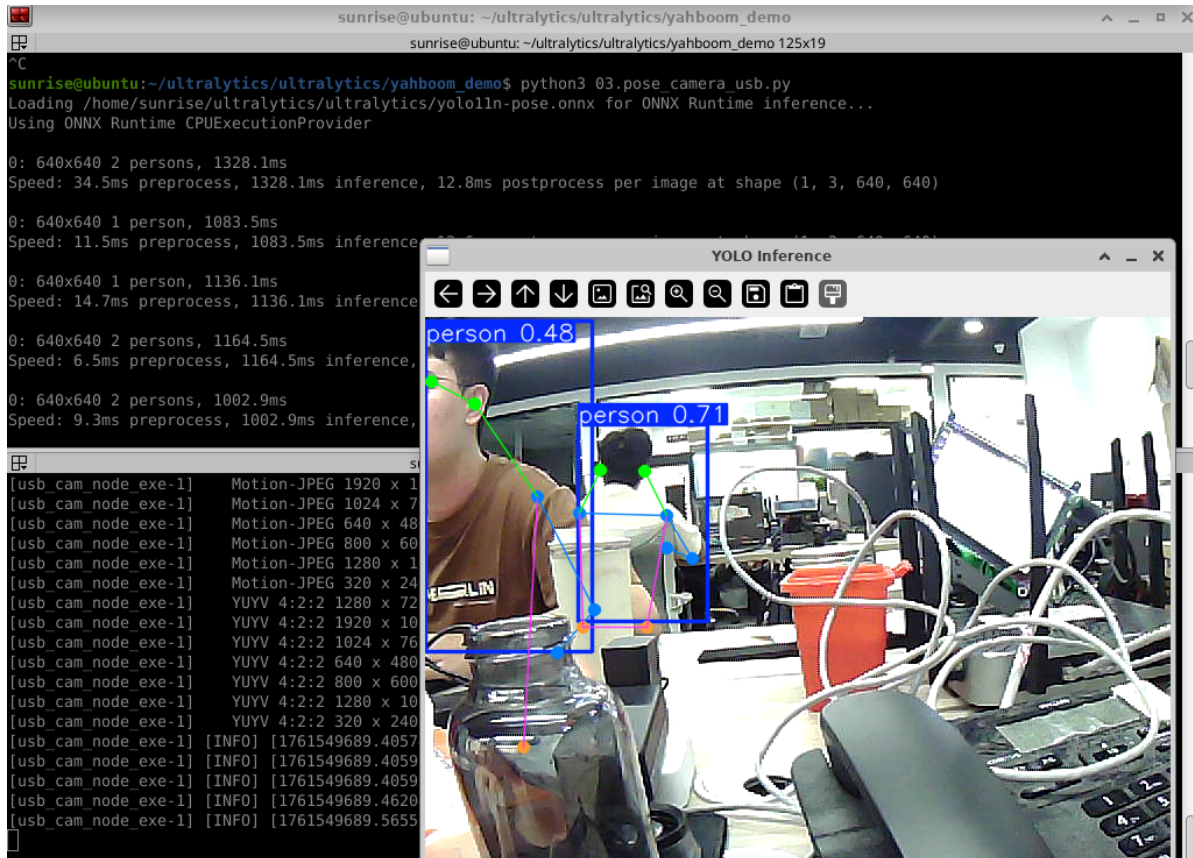 sunrise@ubuntu: ~/ultralytics/ultralytics/yahboom_demo
sunrise@ubuntu: ~/ultralytics/ultralytics/yahboom_demo 125x19
^C
sunrise@ubuntu:~/ultralytics/ultralytics/yahboom_demo$ python3 03.pose_camera_usb.py
Loading /home/sunrise/ultralytics/ultralytics/yolo11n-pose.onnx for ONNX Runtime inference...
Using ONNX Runtime CPUExecutionProvider
0: 640x640 2 persons, 1328.1ms
Speed: 34.5ms preprocess, 1328.1ms inference, 12.8ms postprocess per image at shape (1, 3, 640, 640)
0: 640x640 1 person, 1083.5ms
Speed: 11.5ms preprocess, 1083.5ms inference
0: 640x640 1 person, 1136.1ms
Speed: 14.7ms preprocess, 1136.1ms inference
0: 640x640 2 persons, 1164.5ms
Speed: 6.5ms preprocess, 1164.5ms inference,
0: 640x640 2 persons, 1002.9ms
Speed: 9.3ms preprocess, 1002.9ms inference,
[usb_cam_node_exe-1] Motion-JPEG 1920 x 1
[usb_cam_node_exe-1] Motion-JPEG 1024 x 7
[usb_cam_node_exe-1] Motion-JPEG 640 x 48
[usb_cam_node_exe-1] Motion-JPEG 800 x 60
[usb_cam_node_exe-1] Motion-JPEG 1280 x 1
[usb_cam_node_exe-1] Motion-JPEG 320 x 24
[usb_cam_node_exe-1] YUYV 4:2:2 1280 x 72
[usb_cam_node_exe-1] YUYV 4:2:2 1920 x 10
[usb_cam_node_exe-1] YUYV 4:2:2 1024 x 76
[usb_cam_node_exe-1] YUYV 4:2:2 640 x 480
[usb_cam_node_exe-1] YUYV 4:2:2 800 x 600
[usb_cam_node_exe-1] YUYV 4:2:2 1280 x 10
[usb_cam_node_exe-1] YUYV 4:2:2 320 x 240
[usb_cam_node_exe-1] [INFO] [1761549689.4057
[usb_cam_node_exe-1] [INFO] [1761549689.4059
[usb_cam_node_exe-1] [INFO] [1761549689.4059
[usb_cam_node_exe-1] [INFO] [1761549689.4620
[usb_cam_node_exe-1] [INFO] [1761549689.5655
YOLO Inference
person 0.48
person 0.71